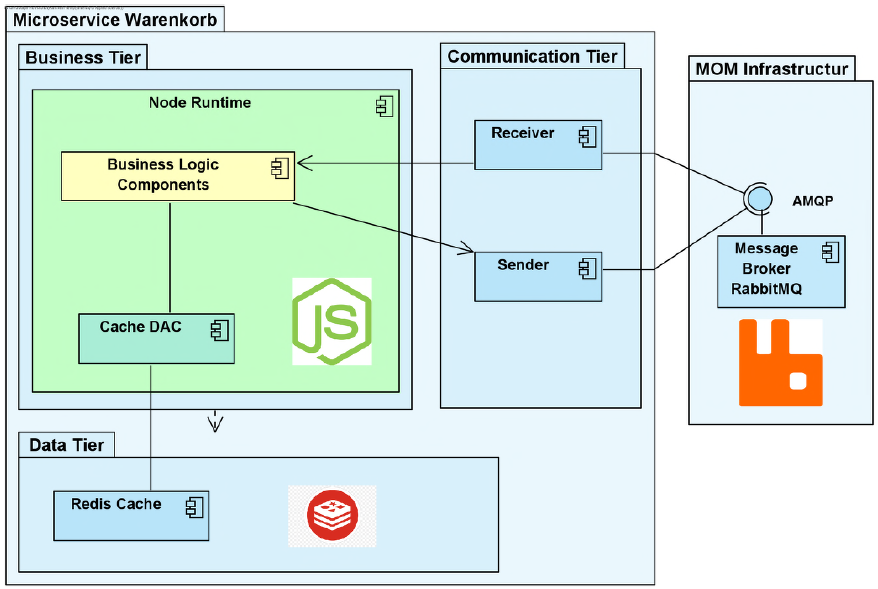 Microservice Warenkorb
Business Tier
Node Runtime
Business Logic
Components
Cache DAC
JS
Communication Tier
Receiver
Sender
MOM Infrastructur
AMQP
Message
Broker
RabbitMQ
Data Tier
Redis Cache